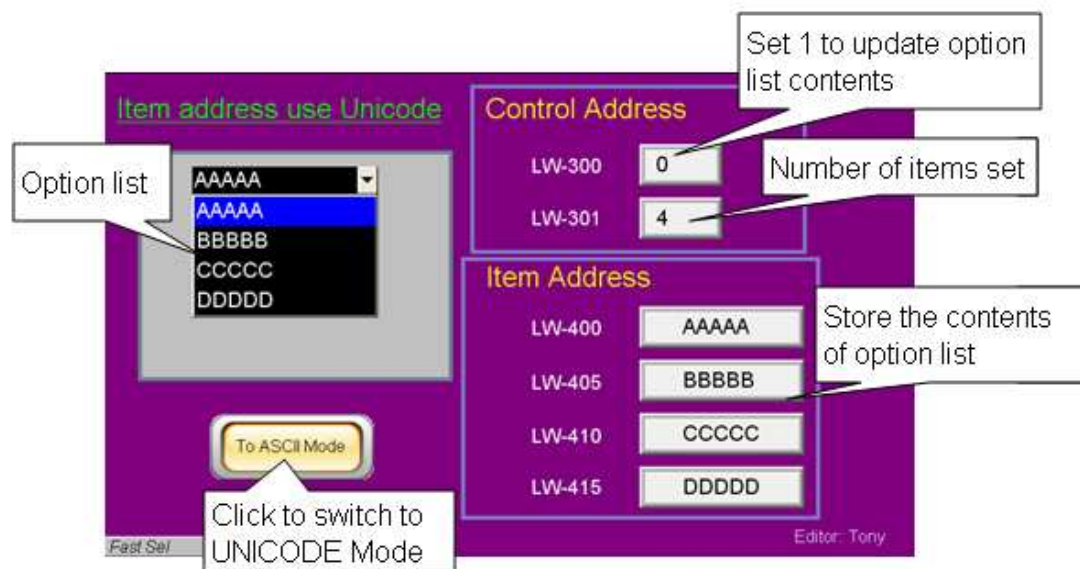 Set 1 to update option
list contents
Item address use Unicode
Control Address
Option list
AAAAA
AAAAA
BBBBB
CCCCC
DDDDD
LW-300
0
Number of items set
LW-301
4
Item Address
LW-400
AAAAA
Store the contents
of option list
LW-405
BBBBB
LW-410
CCCCC
LW-415
DDDDD
To ASCII Mode
Click to switch to
UNICODE Mode
Fast Sel
Editor: Tony